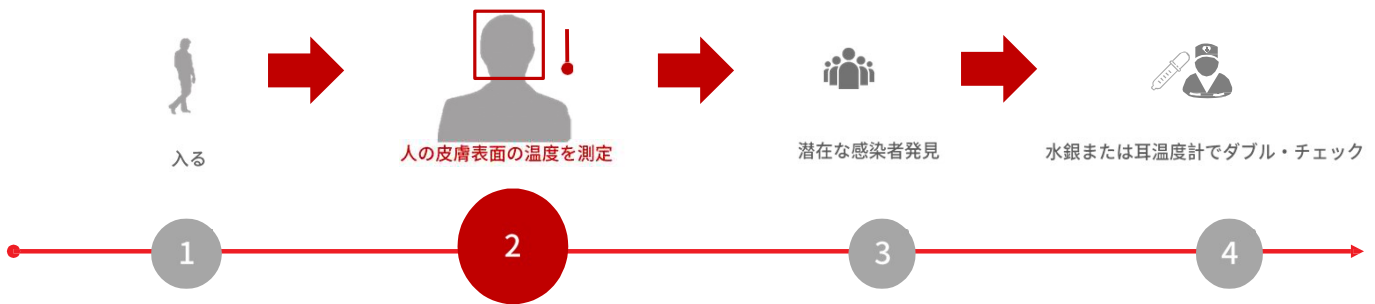 入る
人の皮膚表面の温度を測定
潜在な感染者発見
水銀または耳温度計でダブル・チェック
1
2
3
4